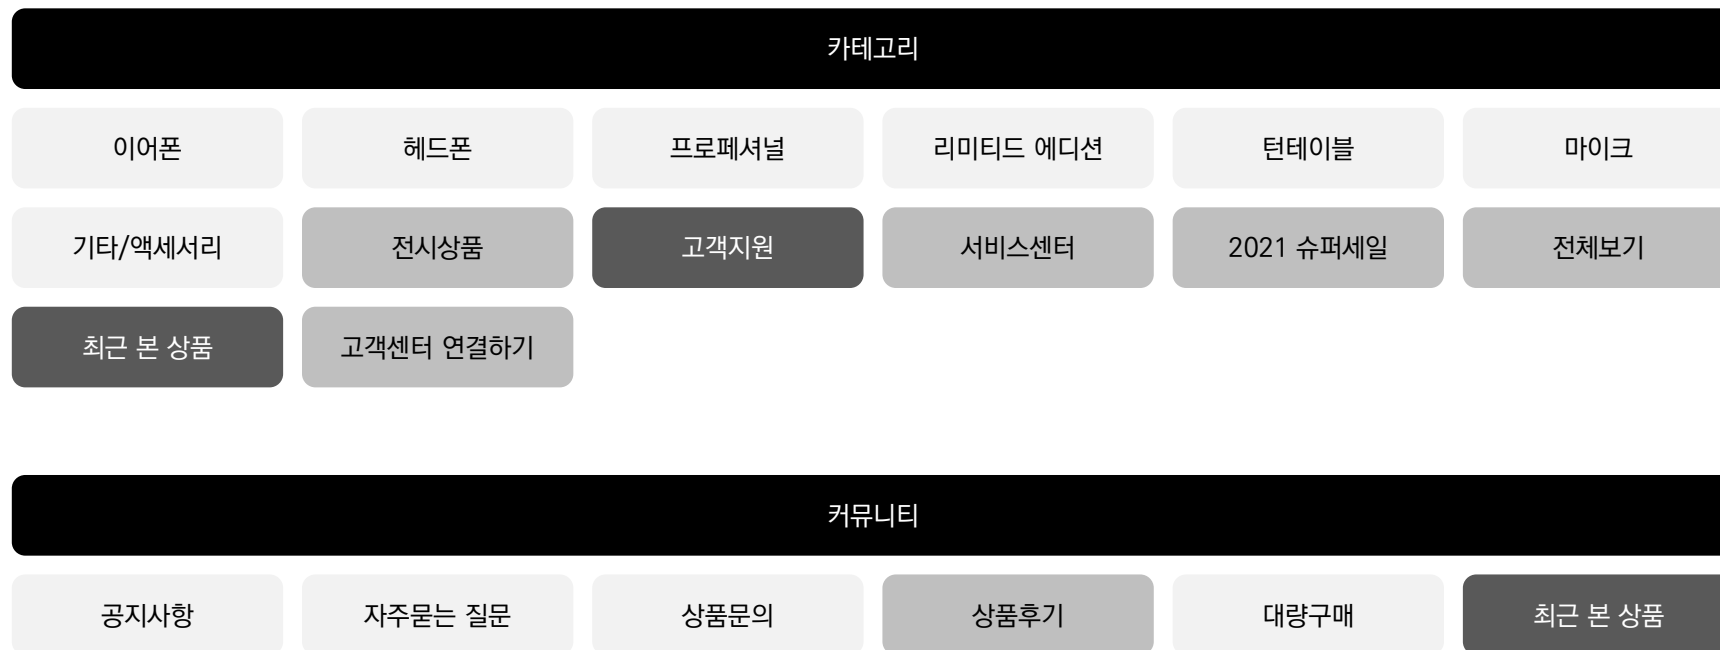 카테고리
이어폰 헤드폰 프로페셔널 리미티드 에디션 턴테이블 마이크
기타/액세서리 전시상품 고객지원 서비스센터 2021 슈퍼세일 전체보기
최근 본 상품 고객센터 연결하기
커뮤니티
공지사항 자주묻는 질문 상품문의 상품후기 대량구매 최근 본 상품